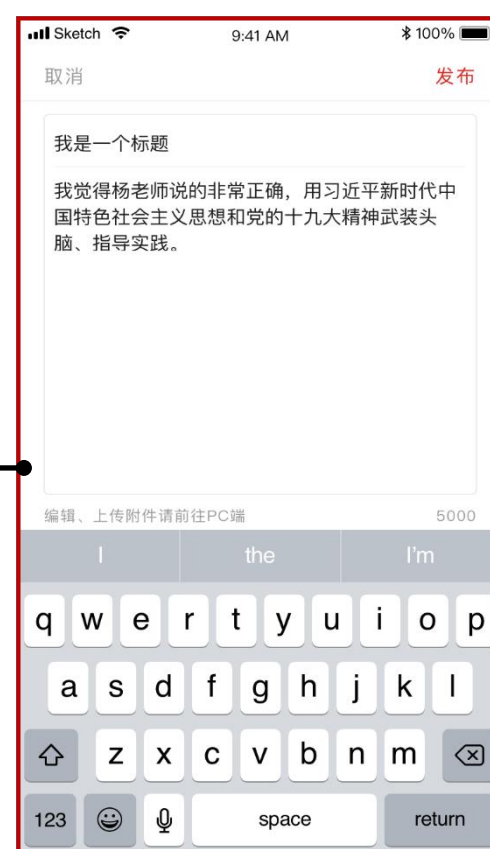 Sketch 9:41 AM 100%
取消 发布
我是一个标题
我觉得杨老师说的非常正确，用习近平新时代中
国特色社会主义思想和党的十九大精神武装头
脑、指导实践。
编辑、上传附件请前往PC端 5000
I the I'm
q w e r t y u i o p
a s d f g h j k l
z x c v b n m
123 space return